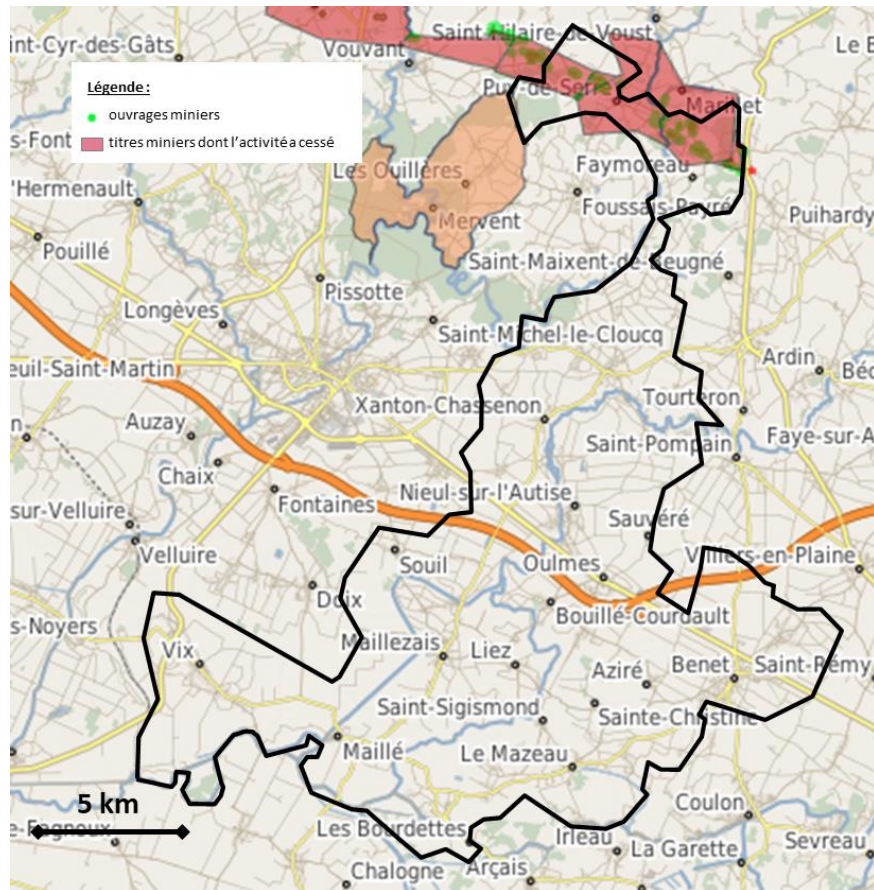 int-Cyr-des-Gâts
Vouvant
Saint-Hilaire-de-Voust
Le B
Légende :
ouvrages miniers
titres miniers dont l'activité a cessé
Puy-de-Serre
Marillet
s-Font
Les Ouillères
Faymoreau
'Hermenault
Mervent
Foussais-Payré
Puihardy
Pouillé
Saint-Maixent-de-Beugné
Pissotte
Longèves
Saint-Michel-le-Cloucq
Ardin
euil-Saint-Martin
Béc
Xanton-Chassenon
Tourteron
n
Auzay
Saint-Pompain
Faye-sur-A
Chaix
Fontaines
Nieul-sur-l'Autise
sur-Velluire
Sauvéré
Velluire
Souil
Oulmes
Villiers-en-Plaine
Doix
Bouillé-Courdault
s-Noyers
Maillezais
Vix
Liez
Aziré
Benet
Saint-Rémy
Saint-Sigismond
Sainte-Christine
Maillé
Le Mazeau
5 km
Coulon
e-Fagnoux
Les Bourdettes
Irleau
La Garette
Sevreau
Chalogne
Arçais